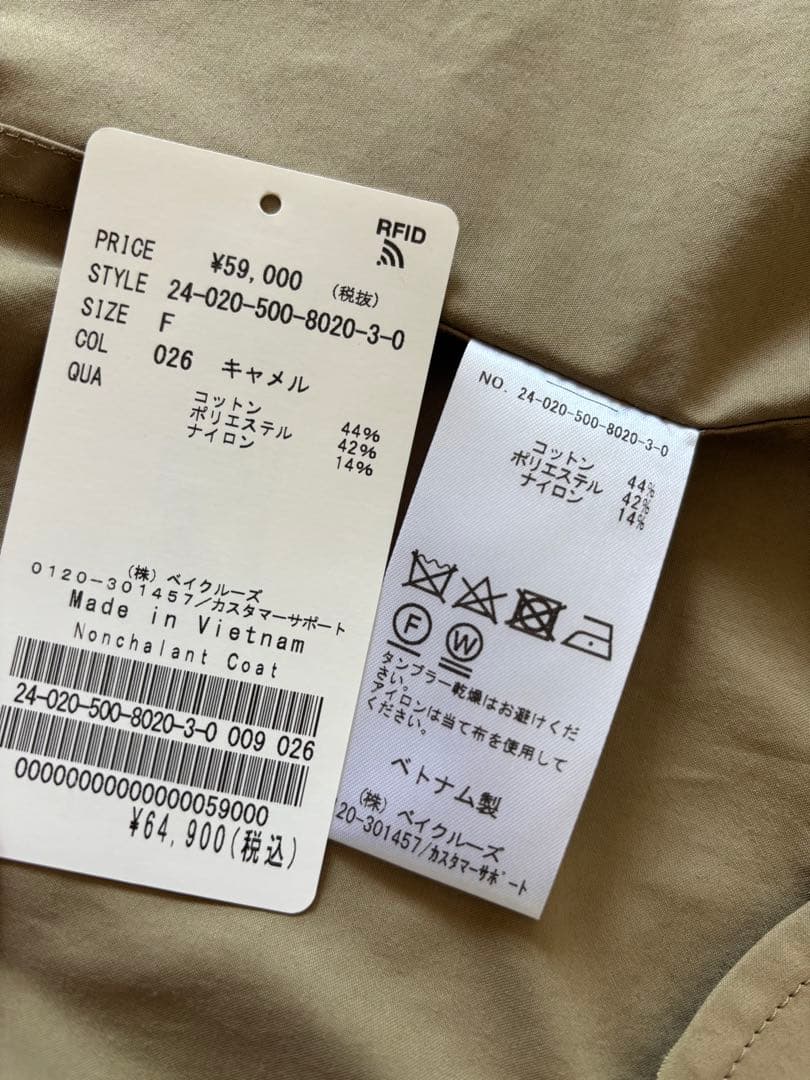 RFID
PRICE ¥59,000 (税抜)
STYLE 24-020-500-8020-3-0
SIZE F
COL 026 キャメル
QUA
コットン 44%
ポリエステル 42%
ナイロン 14%
(株) ベイクルーズ
0120-301457/カスタマーサポート
Made in Vietnam
Nonchalant Coat
24-020-500-8020-3-0 009 026
0000000000000059000
¥64,900(税込)
NO. 24-020-500-8020-3-0
コットン 44%
ポリエステル 42%
ナイロン 14%
F W
タンブラー乾燥はお避けくだ
さい。
アイロンは当て布を使用して
ください。
ベトナム製
(株) ベイクルーズ
20-301457/カスタマーサポート